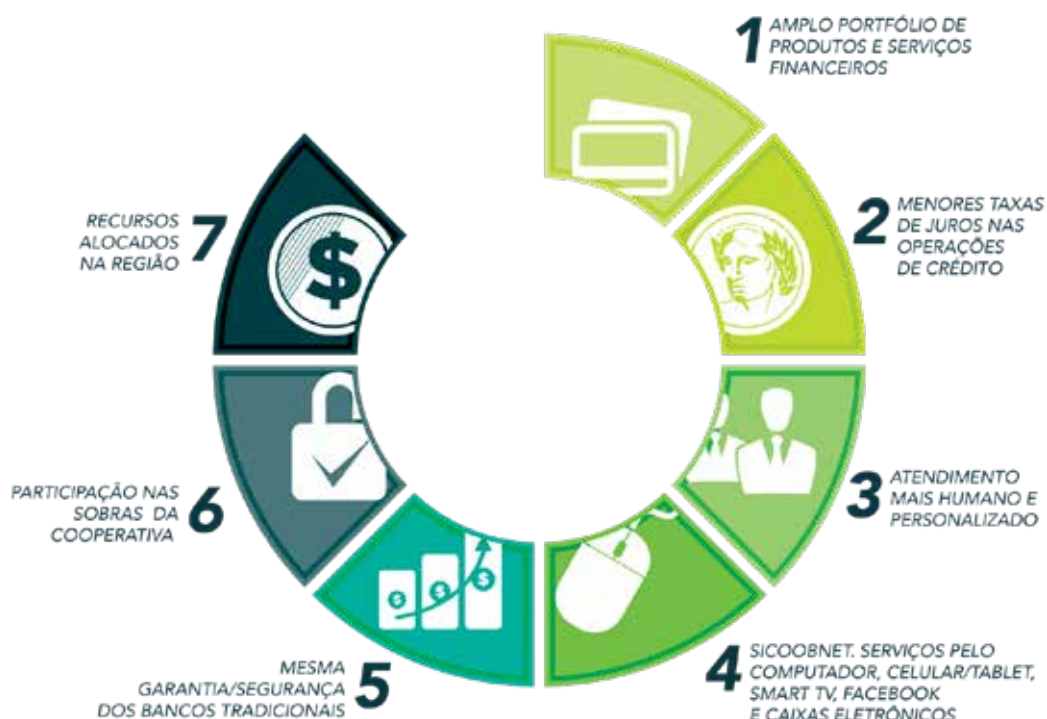 1 AMPLO PORTFÓLIO DE
PRODUTOS E SERVIÇOS
FINANCEIROS
2 MENORES TAXAS
DE JUROS NAS
OPERAÇÕES
DE CRÉDITO
3 ATENDIMENTO
MAIS HUMANO E
PERSONALIZADO
4 SICOOBNET. SERVIÇOS PELO
COMPUTADOR, CELULAR/TABLET,
SMART TV, FACEBOOK
E CAIXAS ELETRÔNICOS
5 MESMA
GARANTIA/SEGURANÇA
DOS BANCOS TRADICIONAIS
6 PARTICIPAÇÃO NAS
SOBRAS DA
COOPERATIVA
7 RECURSOS
ALOCADOS
NA REGIÃO
$
$ $ $